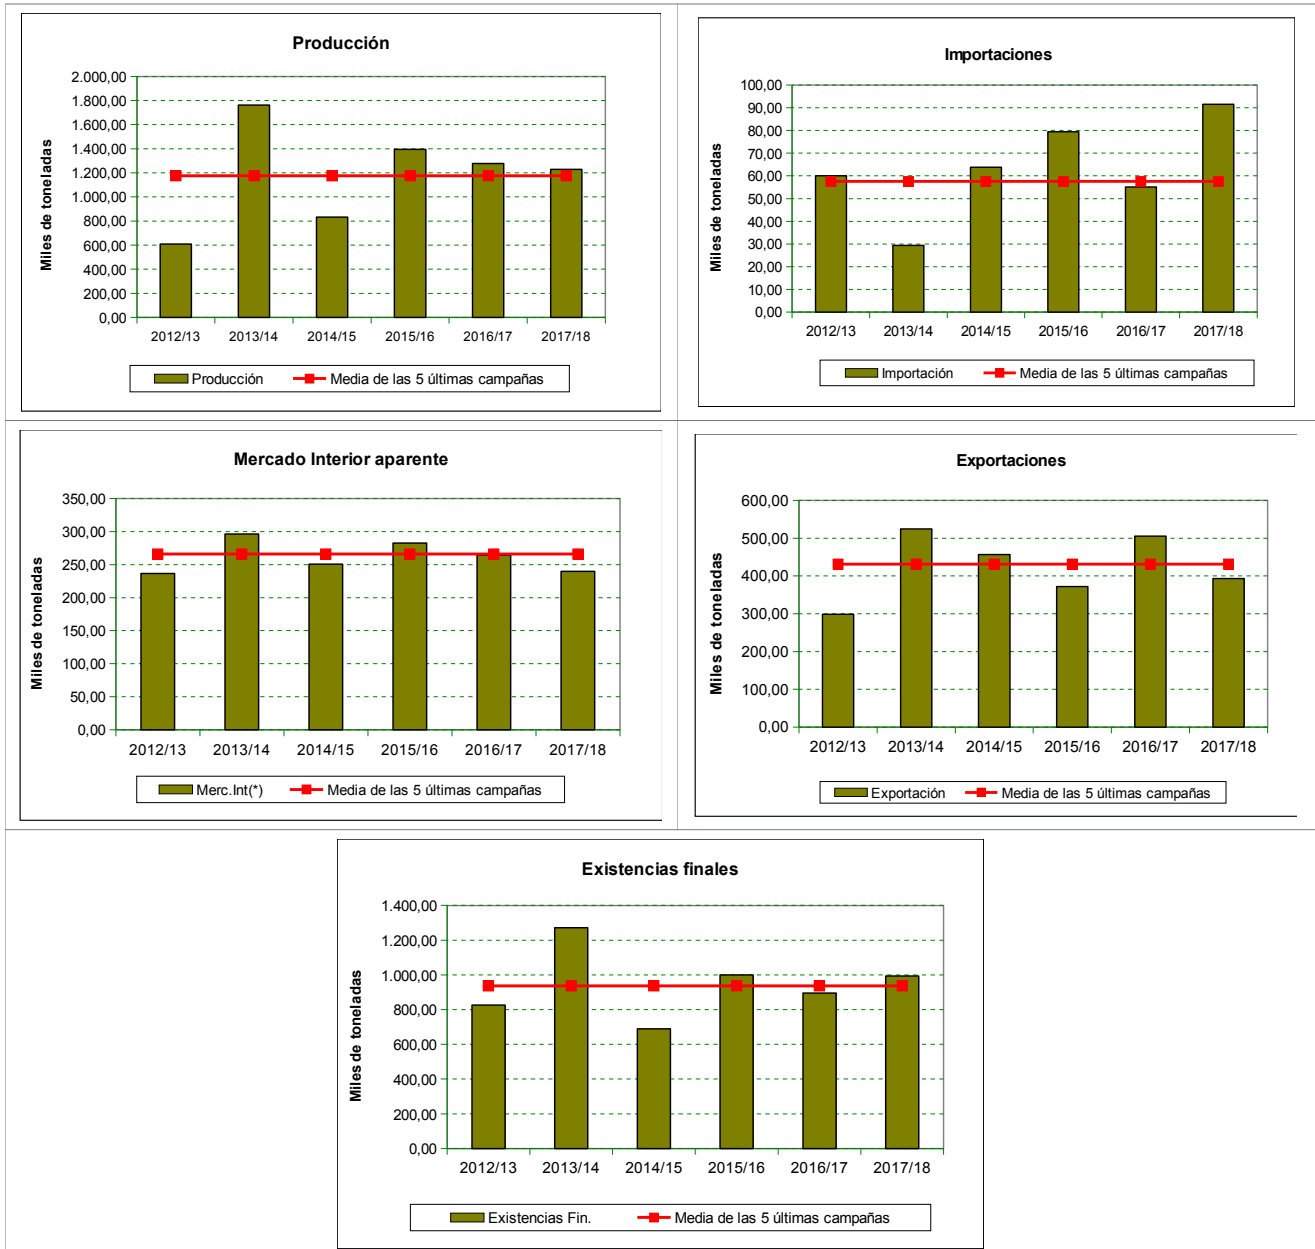 Producción
Miles de toneladas
2.000,00
1.800,00
1.600,00
1.400,00
1.200,00
1.000,00
800,00
600,00
400,00
200,00
0,00
2012/13 2013/14 2014/15 2015/16 2016/17 2017/18
Producción Media de las 5 últimas campañas
Importaciones
Miles de toneladas
100,00
90,00
80,00
70,00
60,00
50,00
40,00
30,00
20,00
10,00
0,00
2012/13 2013/14 2014/15 2015/16 2016/17 2017/18
Importación Media de las 5 últimas campañas
Mercado Interior aparente
Miles de toneladas
350,00
300,00
250,00
200,00
150,00
100,00
50,00
0,00
2012/13 2013/14 2014/15 2015/16 2016/17 2017/18
Merc.Int(*) Media de las 5 últimas campañas
Exportaciones
Miles de toneladas
600,00
500,00
400,00
300,00
200,00
100,00
0,00
2012/13 2013/14 2014/15 2015/16 2016/17 2017/18
Exportación Media de las 5 últimas campañas
Existencias finales
Miles de toneladas
1.400,00
1.200,00
1.000,00
800,00
600,00
400,00
200,00
0,00
2012/13 2013/14 2014/15 2015/16 2016/17 2017/18
Existencias Fin. Media de las 5 últimas campañas